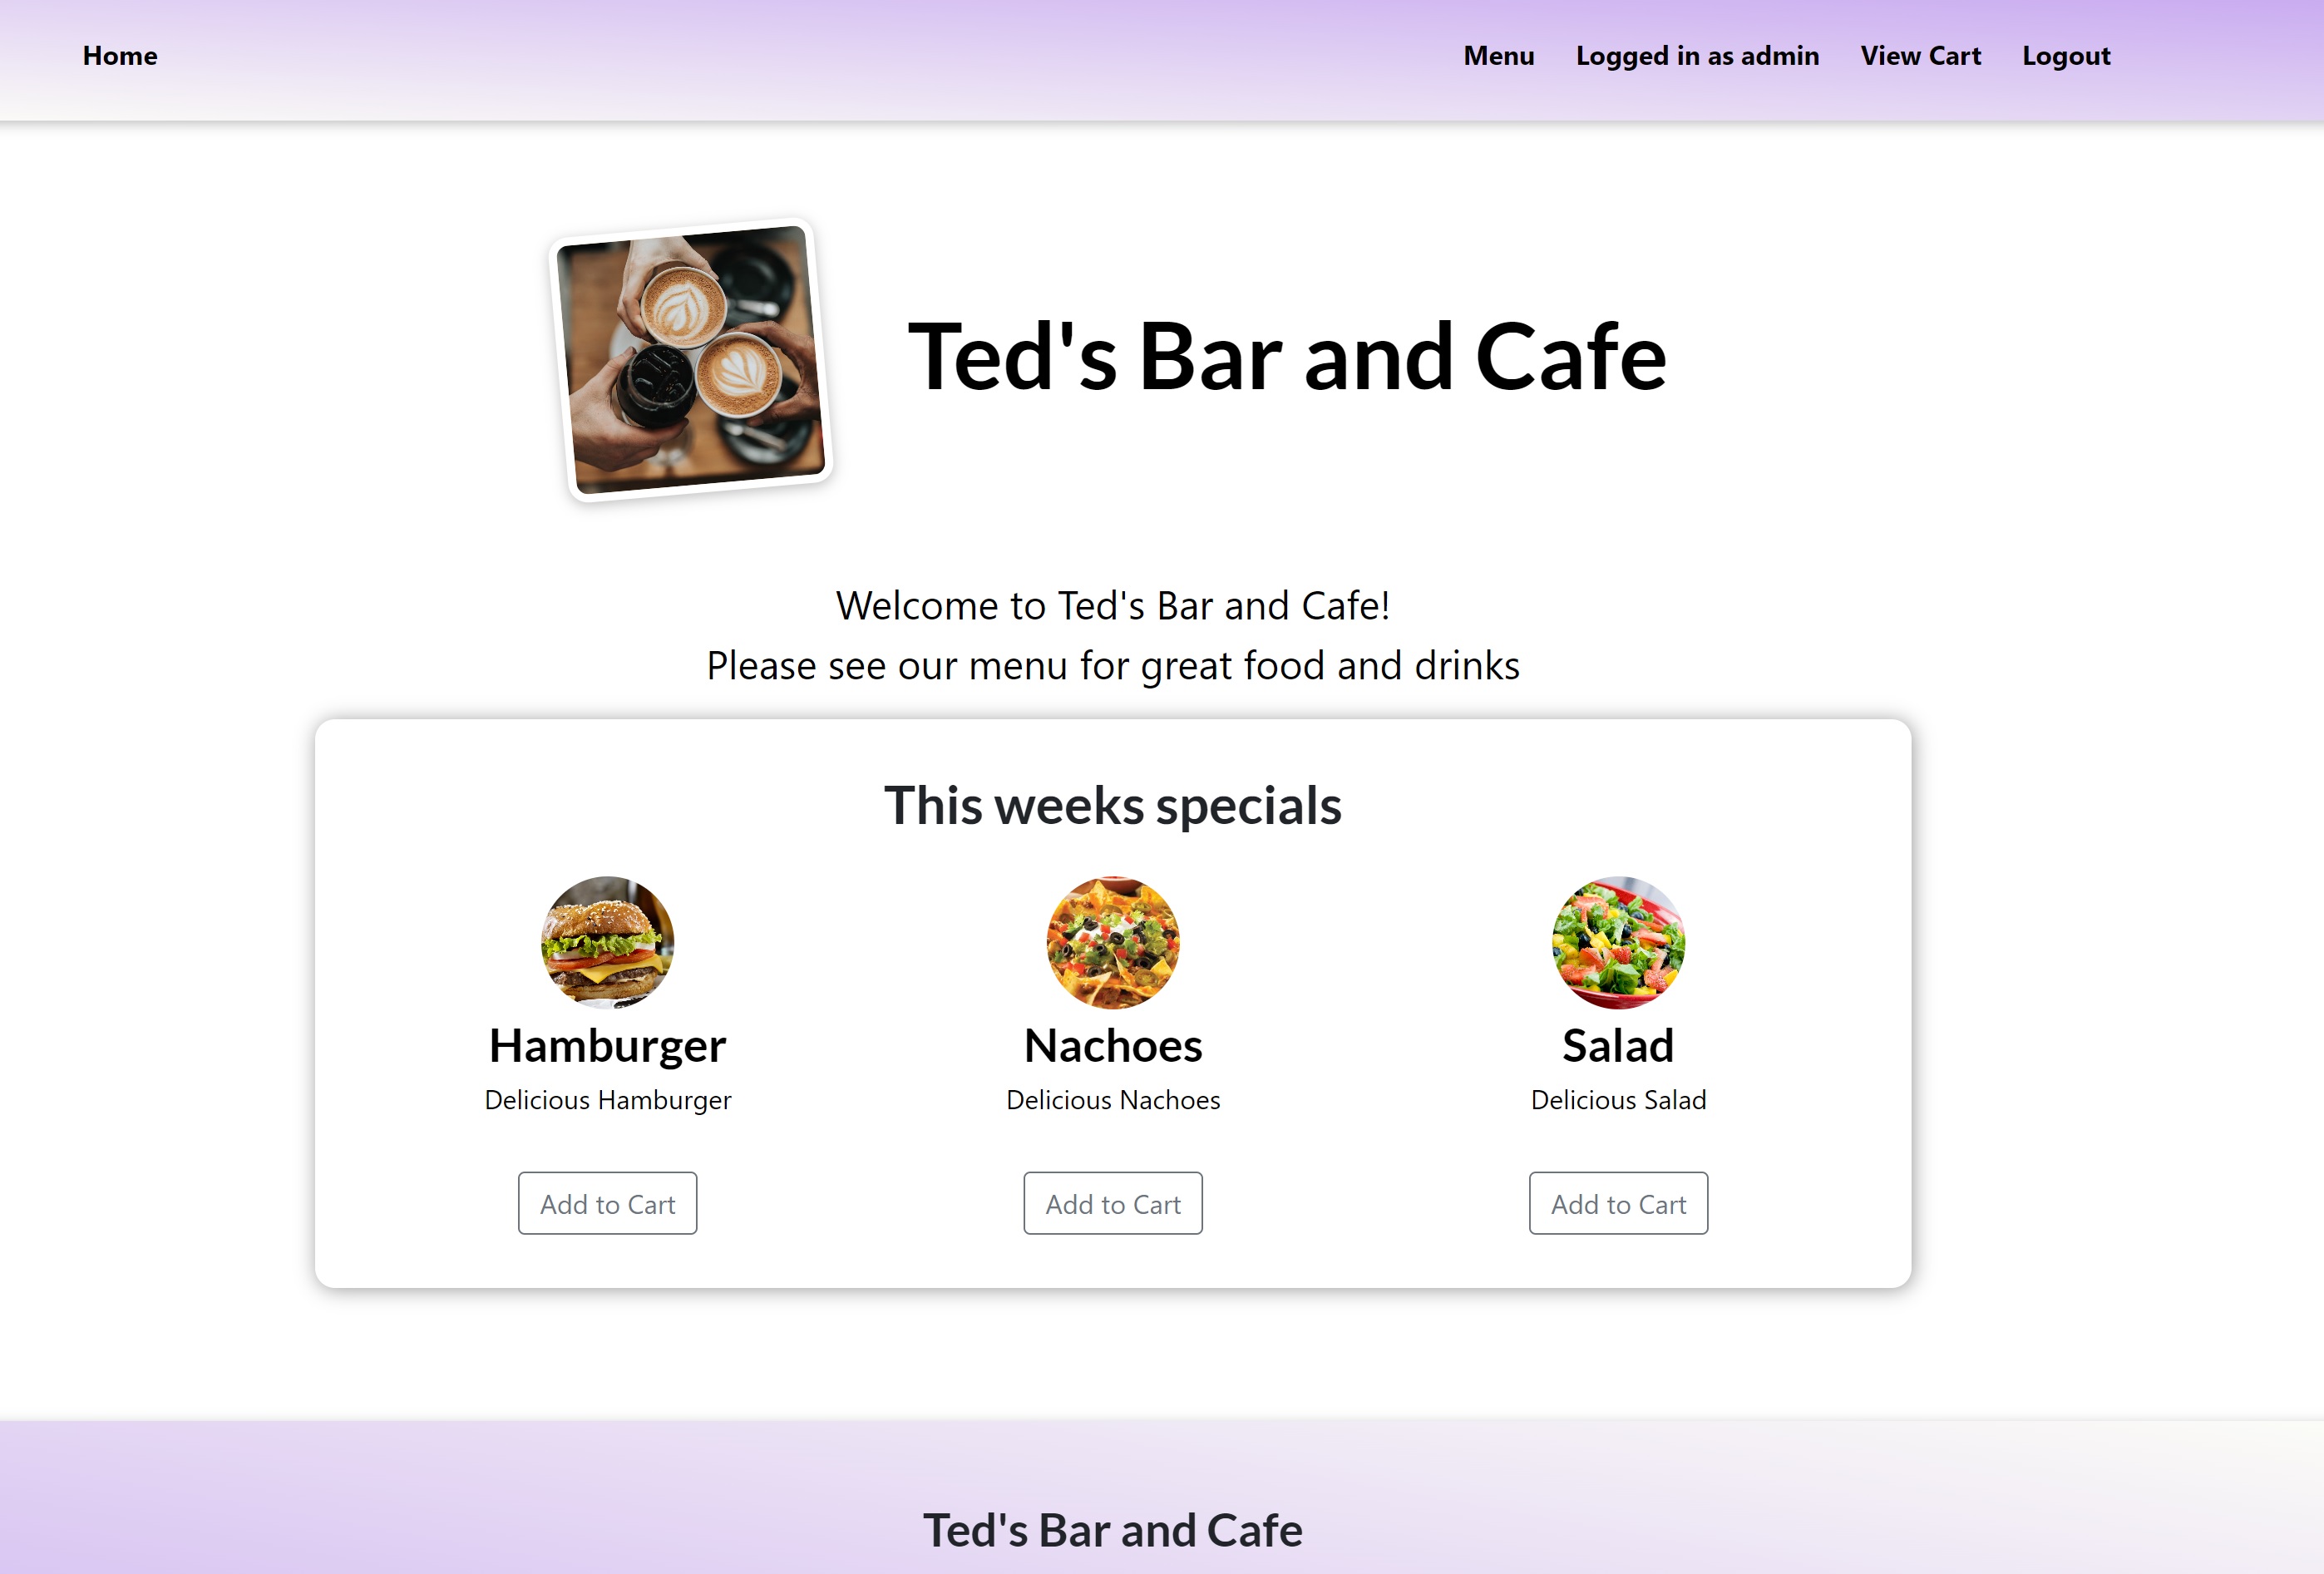 Home Menu Logged in as admin View Cart Logout
Ted's Bar and Cafe
Welcome to Ted's Bar and Cafe!
Please see our menu for great food and drinks
This weeks specials
Hamburger
Delicious Hamburger
Add to Cart
Nachoes
Delicious Nachoes
Add to Cart
Salad
Delicious Salad
Add to Cart
Ted's Bar and Cafe